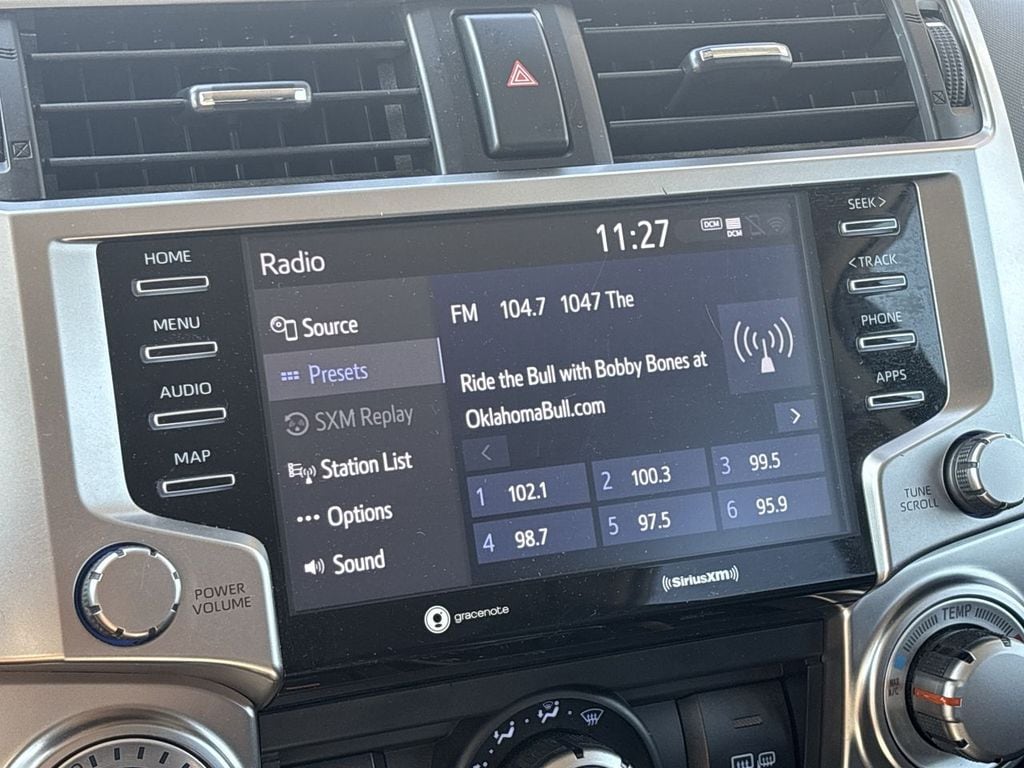 HOME
MENU
AUDIO
MAP
POWER
VOLUME
Radio
11:27
DCM
DCM
Source
Presets
SXM Replay
Station List
Options
Sound
FM 104.7 1047 The
Ride the Bull with Bobby Bones at
OklahomaBull.com
<
>
1 102.1
2 100.3
3 99.5
4 98.7
5 97.5
6 95.9
gracenote
((SiriusXM))
SEEK >
< TRACK
PHONE
APPS
TUNE
SCROLL
TEMP
MAX
A/C